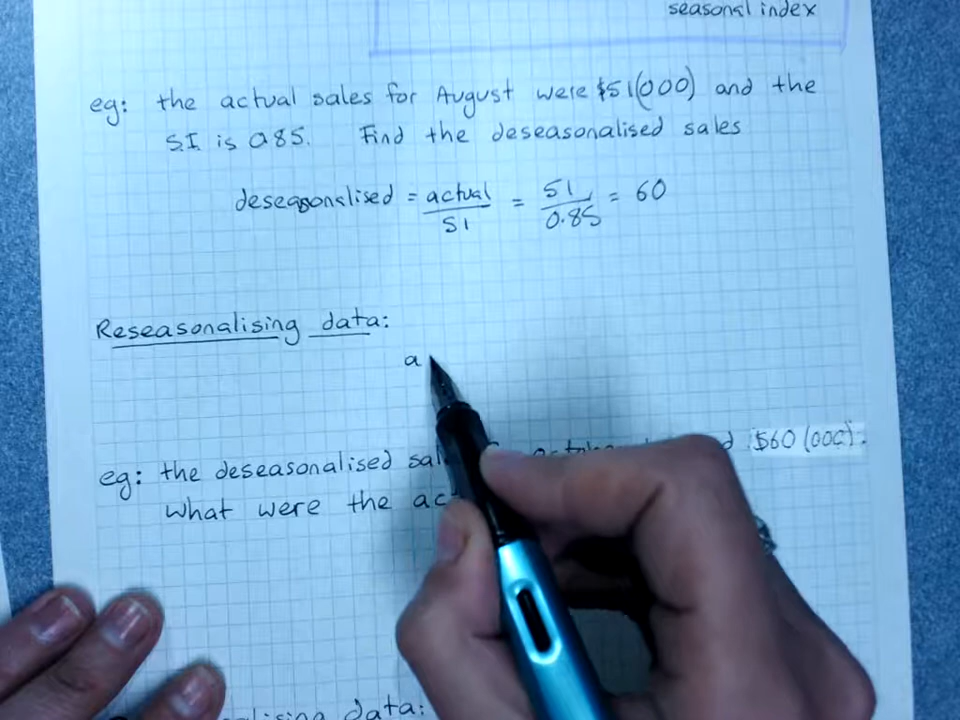 seasonal index
eg: the actual sales for August were $51(000) and the
SI is 0.85. Find the deseasonalised sales
deseasonalised = actual/SI = 51/0.85 = 60
Reseasonalising data:
a
eg: the deseasonalised $60 (000).
What were the
data: